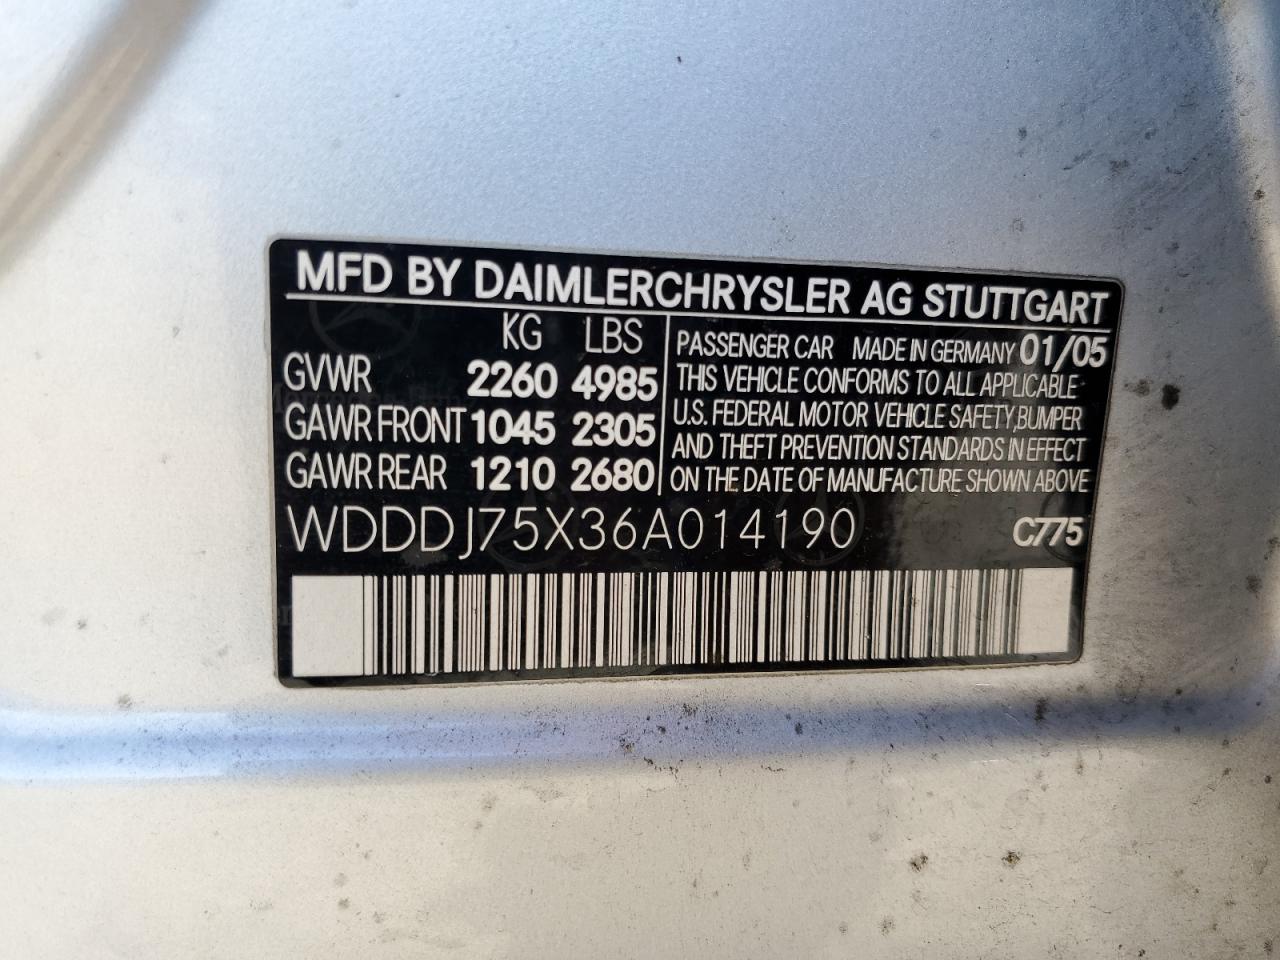 MFD BY DAIMLERCHRYSLER AG STUTTGART
KG LBS
GVWR 2260 4985
GAWR FRONT 1045 2305
GAWR REAR 1210 2680
PASSENGER CAR MADE IN GERMANY 01/05
THIS VEHICLE CONFORMS TO ALL APPLICABLE
U.S. FEDERAL MOTOR VEHICLE SAFETY,BUMPER
AND THEFT PREVENTION STANDARDS IN EFFECT
ON THE DATE OF MANUFACTURE SHOWN ABOVE
WDDDJ75X36A014190 C775